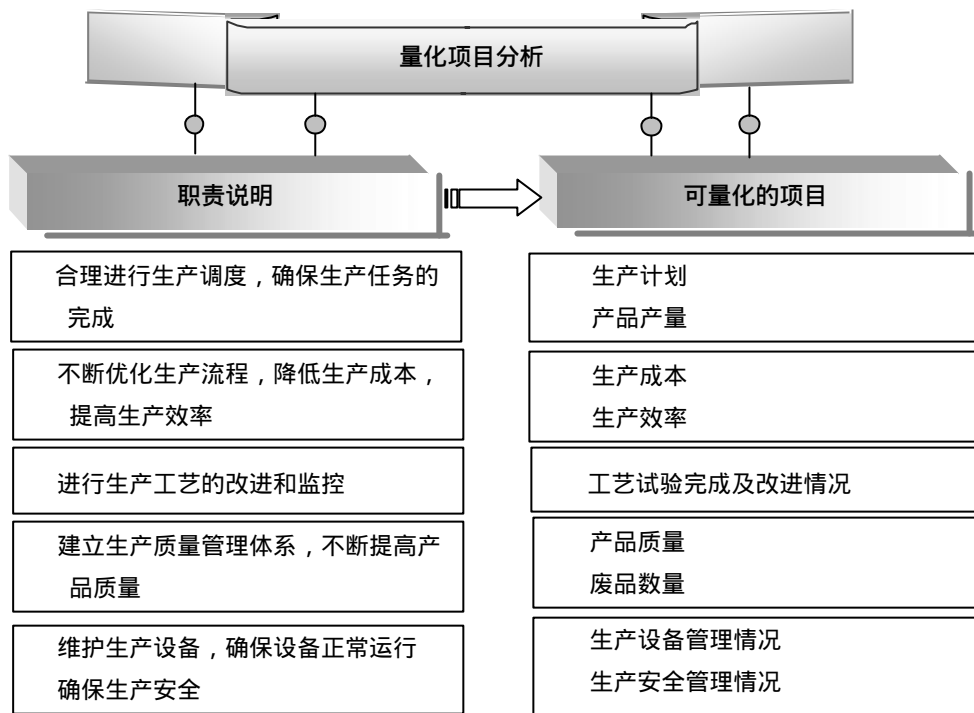 量化项目分析
职责说明
可量化的项目
合理进行生产调度，确保生产任务的
完成
生产计划
产品产量
不断优化生产流程，降低生产成本，
提高生产效率
生产成本
生产效率
进行生产工艺的改进和监控
工艺试验完成及改进情况
建立生产质量管理体系，不断提高产
品质量
产品质量
废品数量
维护生产设备，确保设备正常运行
确保生产安全
生产设备管理情况
生产安全管理情况